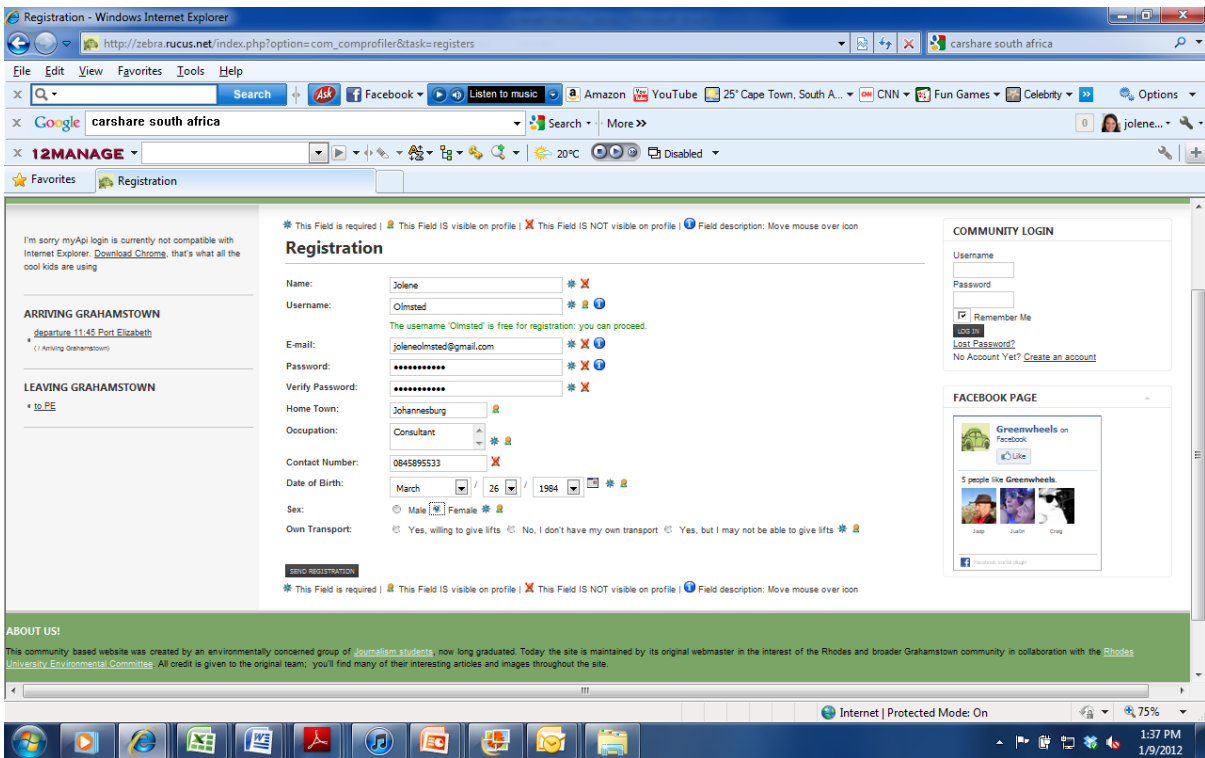 Registration - Windows Internet Explorer
http://zebra.rucus.net/index.php?option=com_comprofiler&task=registers
carshare south africa
File Edit View Favorites Tools Help
Search Ask Facebook Listen to music Amazon YouTube 25° Cape Town, South A... CNN Fun Games Celebrity Options
Google carshare south africa Search More >> 0 jolene...
12MANAGE 20°C Disabled
Favorites Registration
I'm sorry myApi login is currently not compatible with
Internet Explorer. Download Chrome, that's what all the
cool kids are using
ARRIVING GRAHAMSTOWN
departure 11:45 Port Elizabeth
( / Arriving Grahamstown)
LEAVING GRAHAMSTOWN
to PE
This Field is required | This Field IS visible on profile | This Field IS NOT visible on profile | Field description: Move mouse over icon
Registration
Name: Jolene
Username: Olmsted
The username 'Olmsted' is free for registration: you can proceed.
E-mail: joleneolmsted@gmail.com
Password: •••••••••••
Verify Password: •••••••••••
Home Town: Johannesburg
Occupation: Consultant
Contact Number: 0845895533
Date of Birth: March / 26 / 1984
Sex: Male Female
Own Transport: Yes, willing to give lifts No, I don't have my own transport Yes, but I may not be able to give lifts
SEND REGISTRATION
This Field is required | This Field IS visible on profile | This Field IS NOT visible on profile | Field description: Move mouse over icon
COMMUNITY LOGIN
Username
Password
Remember Me
LOG IN
Lost Password?
No Account Yet? Create an account
FACEBOOK PAGE
Greenwheels on
Facebook
Like
5 people like Greenwheels.
Joop Craig
Facebook social plugin
ABOUT US!
This community based website was created by an environmentally concerned group of Journalism students, now long graduated. Today the site is maintained by its original webmaster in the interest of the Rhodes and broader Grahamstown community in collaboration with the Rhodes
University Environmental Committee. All credit is given to the original team; you'll find many of their interesting articles and images throughout the site.
Internet | Protected Mode: On 75%
1:37 PM
1/9/2012